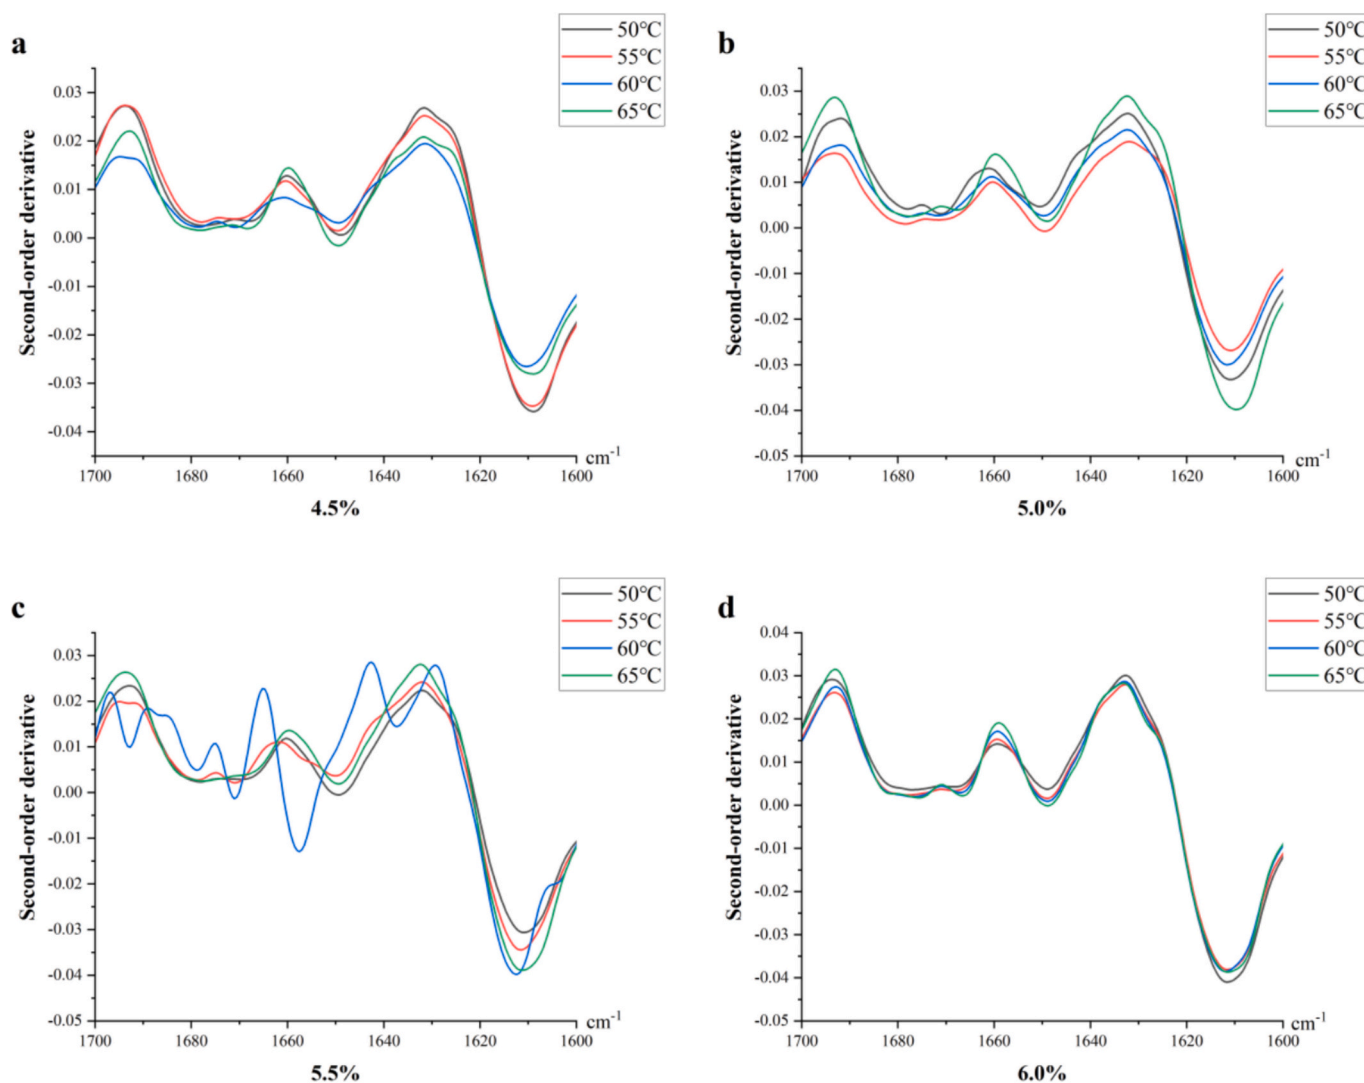 a
50°C
55°C
60°C
65°C
Second-order derivative
0.03
0.02
0.01
0.00
-0.01
-0.02
-0.03
-0.04
1700 1680 1660 1640 1620 1600
cm-1
4.5%
b
50°C
55°C
60°C
65°C
Second-order derivative
0.03
0.02
0.01
0.00
-0.01
-0.02
-0.03
-0.04
-0.05
1700 1680 1660 1640 1620 1600
cm-1
5.0%
c
50°C
55°C
60°C
65°C
Second-order derivative
0.03
0.02
0.01
0.00
-0.01
-0.02
-0.03
-0.04
-0.05
1700 1680 1660 1640 1620 1600
cm-1
5.5%
d
50°C
55°C
60°C
65°C
Second-order derivative
0.04
0.03
0.02
0.01
0.00
-0.01
-0.02
-0.03
-0.04
-0.05
1700 1680 1660 1640 1620 1600
cm-1
6.0%